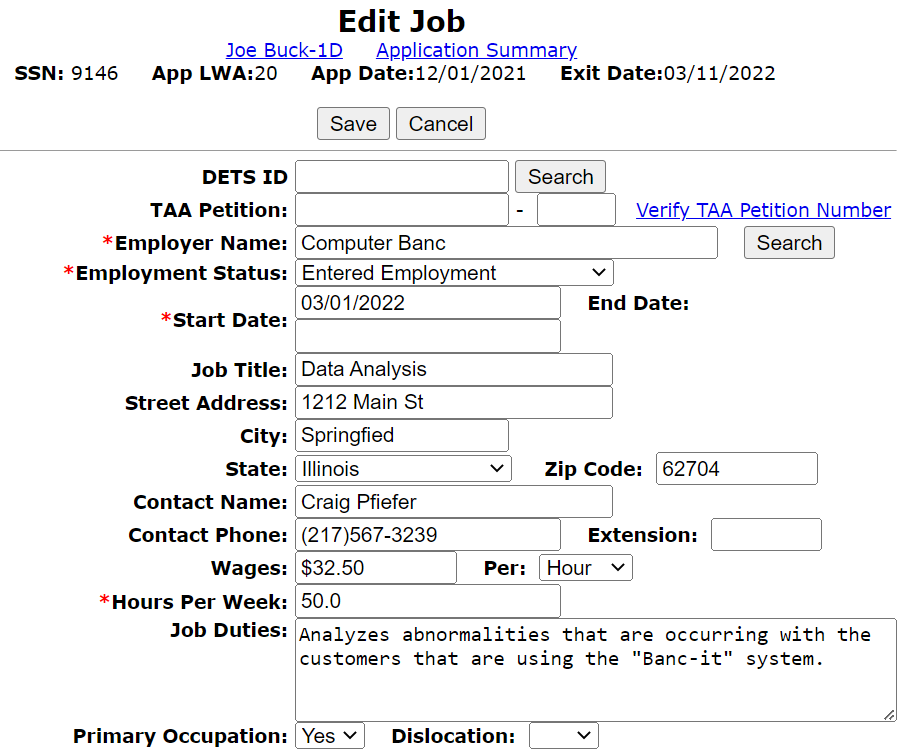 Edit Job
Joe Buck-1D Application Summary
SSN: 9146 App LWA:20 App Date:12/01/2021 Exit Date:03/11/2022
Save Cancel
DETS ID Search
TAA Petition: - Verify TAA Petition Number
*Employer Name: Computer Banc Search
*Employment Status: Entered Employment
03/01/2022 End Date:
*Start Date:
Job Title: Data Analysis
Street Address: 1212 Main St
City: Springfied
State: Illinois Zip Code: 62704
Contact Name: Craig Pfiefer
Contact Phone: (217)567-3239 Extension:
Wages: $32.50 Per: Hour
*Hours Per Week: 50.0
Job Duties: Analyzes abnormalities that are occurring with the
customers that are using the "Banc-it" system.
Primary Occupation: Yes Dislocation: